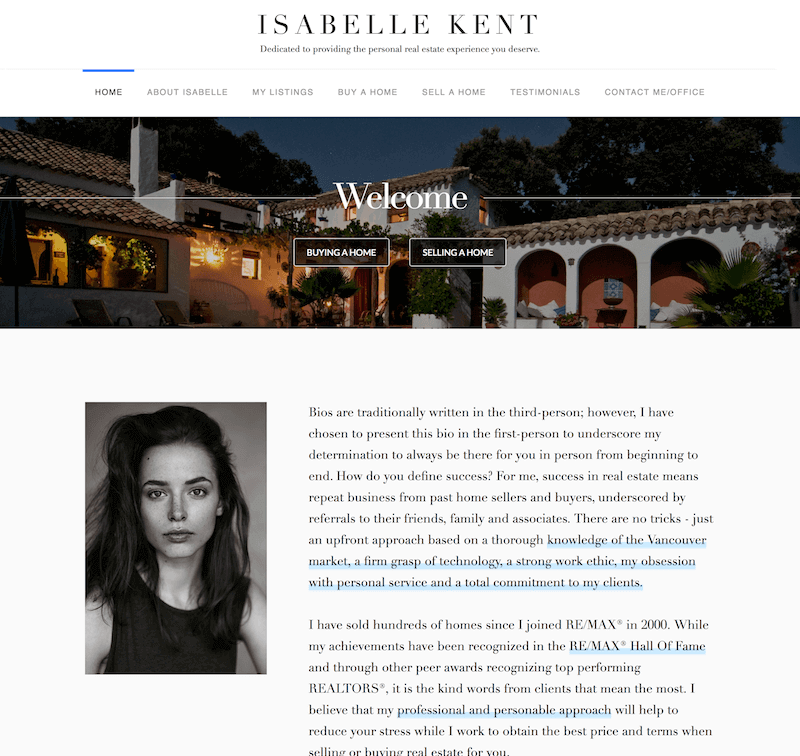 ISABELLE KENT
Dedicated to providing the personal real estate experience you deserve.
HOME ABOUT ISABELLE MY LISTINGS BUY A HOME SELL A HOME TESTIMONIALS CONTACT ME/OFFICE
Welcome
BUYING A HOME SELLING A HOME
Bios are traditionally written in the third-person; however, I have
chosen to present this bio in the first-person to underscore my
determination to always be there for you in person from beginning to
end. How do you define success? For me, success in real estate means
repeat business from past home sellers and buyers, underscored by
referrals to their friends, family and associates. There are no tricks - just
an upfront approach based on a thorough knowledge of the Vancouver
market, a firm grasp of technology, a strong work ethic, my obsession
with personal service and a total commitment to my clients.
I have sold hundreds of homes since I joined RE/MAX® in 2000. While
my achievements have been recognized in the RE/MAX® Hall Of Fame
and through other peer awards recognizing top performing
REALTORS®, it is the kind words from clients that mean the most. I
believe that my professional and personable approach will help to
reduce your stress while I work to obtain the best price and terms when
selling or buying real estate for you.